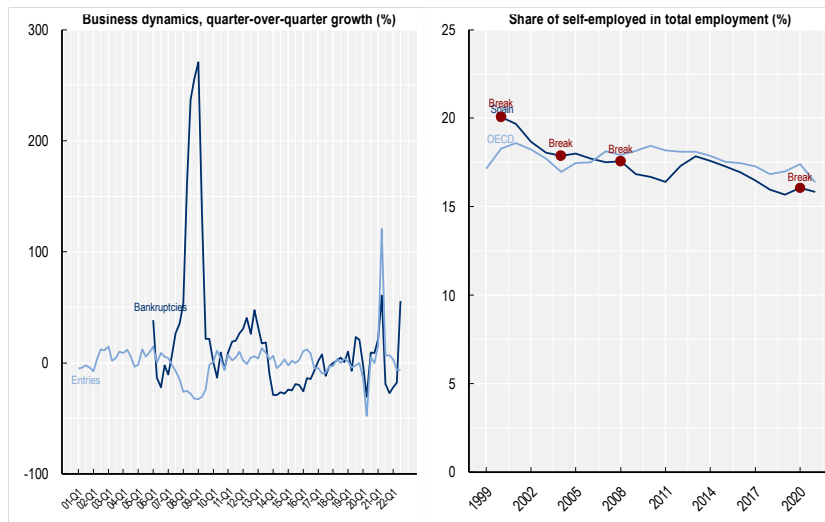 Business dynamics, quarter-over-quarter growth (%)
300
200
100
0
-100
Bankruptcies
Entries
01-Q1
02-Q1
03-Q1
04-Q1
05-Q1
06-Q1
07-Q1
08-Q1
09-Q1
10-Q1
11-Q1
12-Q1
13-Q1
14-Q1
15-Q1
16-Q1
17-Q1
18-Q1
19-Q1
20-Q1
21-Q1
22-Q1
Share of self-employed in total employment (%)
25
20
15
10
5
0
Break
Spain
OECD
Break
Break
Break
1999
2002
2005
2008
2011
2014
2017
2020